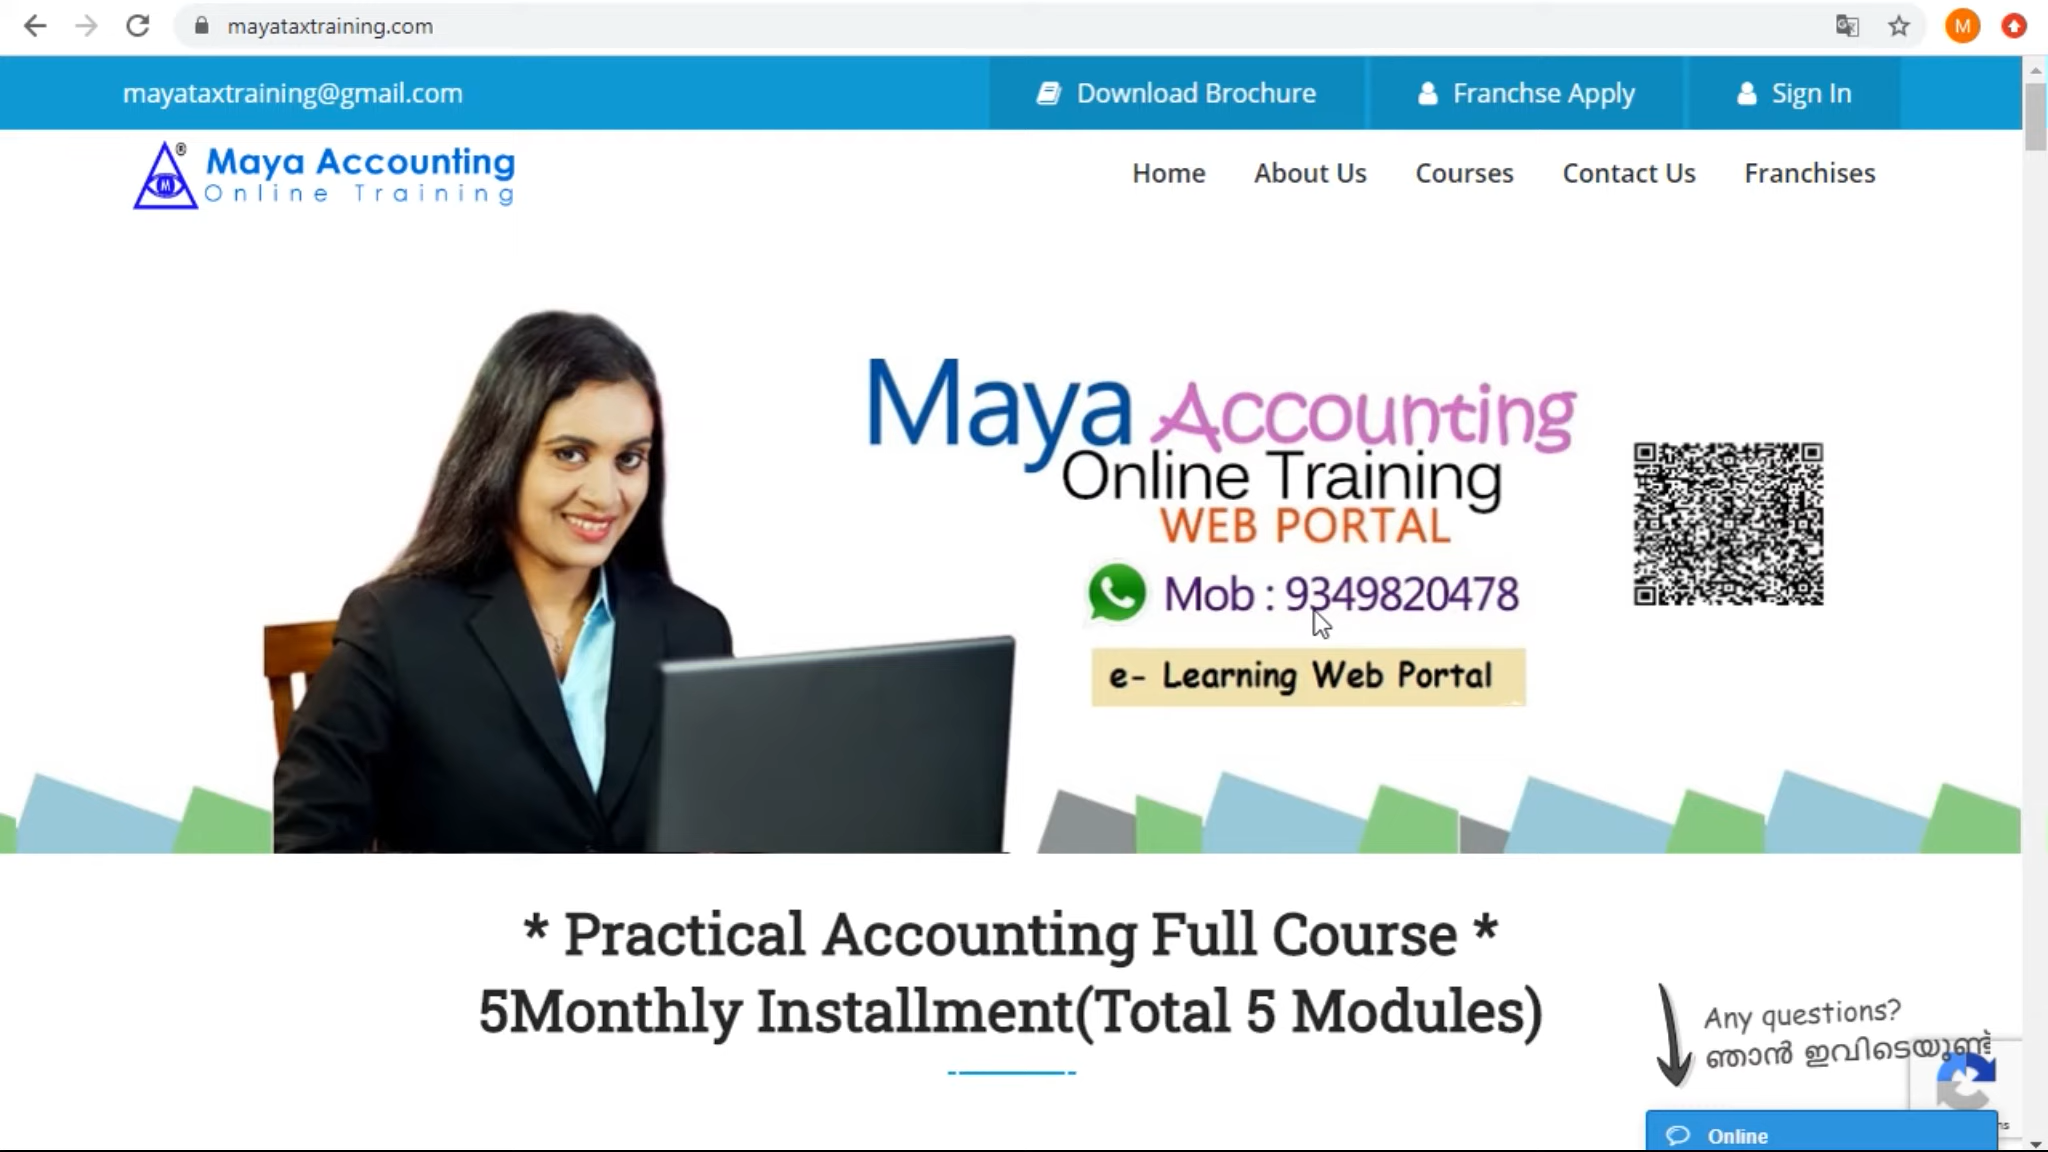 mayataxtraining.com
M
mayataxtraining@gmail.com
Download Brochure
Franchse Apply
Sign In
M
®
Maya Accounting
Online Training
Home
About Us
Courses
Contact Us
Franchises
Maya Accounting
Online Training
WEB PORTAL
Mob : 9349820478
e- Learning Web Portal
* Practical Accounting Full Course *
5Monthly Installment(Total 5 Modules)
Any questions?
ഞാൻ ഇവിടെയുണ്ട്
Online